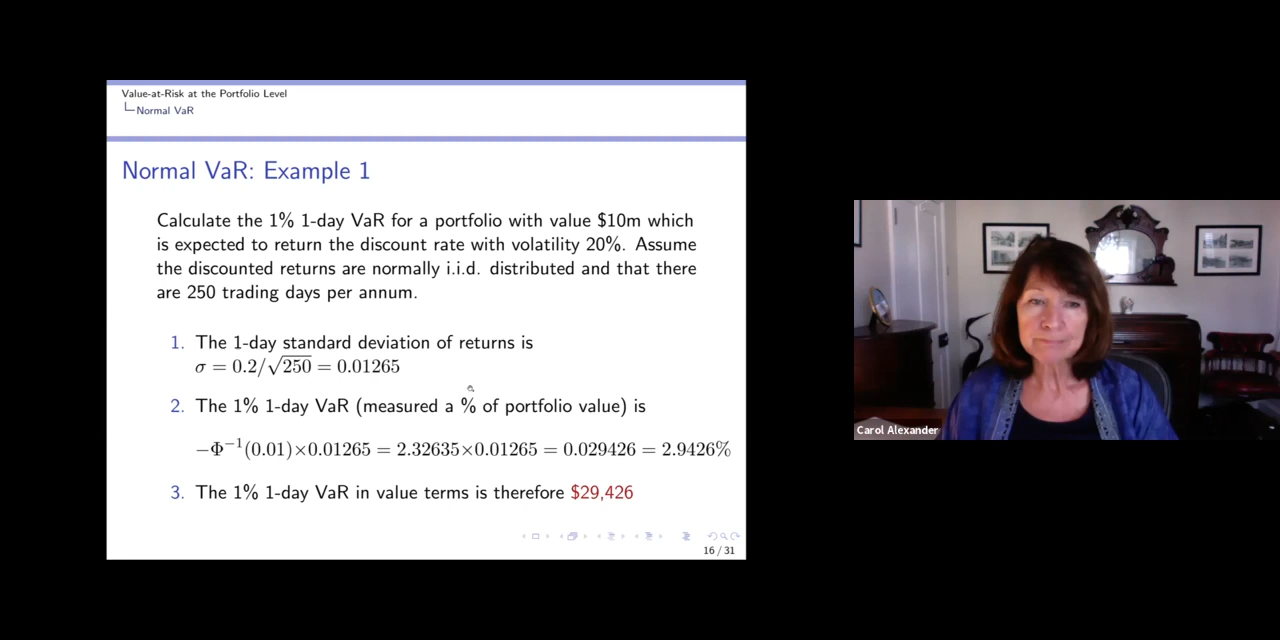 Value-at-Risk at the Portfolio Level
Normal VaR
Normal VaR: Example 1
Calculate the 1% 1-day VaR for a portfolio with value $10m which
is expected to return the discount rate with volatility 20%. Assume
the discounted returns are normally i.i.d. distributed and that there
are 250 trading days per annum.
1. The 1-day standard deviation of returns is
σ = 0.2/√250 = 0.01265
2. The 1% 1-day VaR (measured a % of portfolio value) is
−Φ⁻¹(0.01)×0.01265 = 2.32635×0.01265 = 0.029426 = 2.9426%
3. The 1% 1-day VaR in value terms is therefore $29,426
16 / 31
Carol Alexander